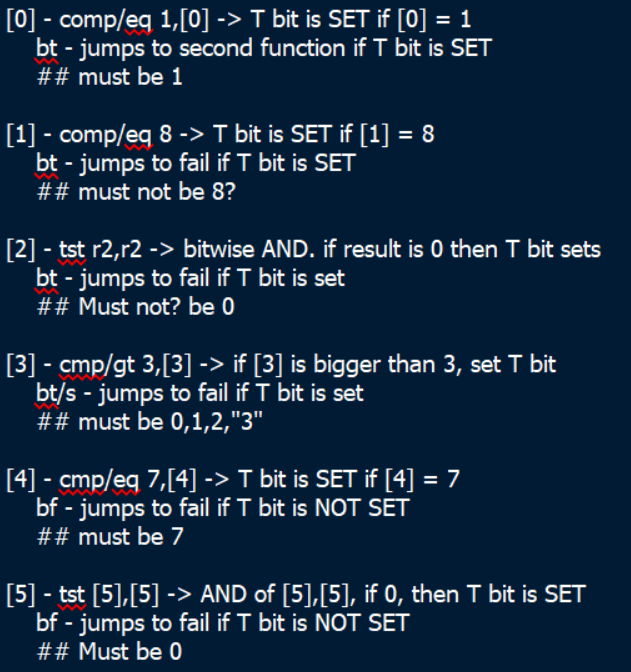 [0] - comp/eq 1,[0] -> T bit is SET if [0] = 1
bt - jumps to second function if T bit is SET
## must be 1
[1] - comp/eq 8 -> T bit is SET if [1] = 8
bt - jumps to fail if T bit is SET
## must not be 8?
[2] - tst r2,r2 -> bitwise AND. if result is 0 then T bit sets
bt - jumps to fail if T bit is set
## Must not? be 0
[3] - cmp/gt 3,[3] -> if [3] is bigger than 3, set T bit
bt/s - jumps to fail if T bit is set
## must be 0,1,2,"3"
[4] - cmp/eq 7,[4] -> T bit is SET if [4] = 7
bf - jumps to fail if T bit is NOT SET
## must be 7
[5] - tst [5],[5] -> AND of [5],[5], if 0, then T bit is SET
bf - jumps to fail if T bit is NOT SET
## Must be 0